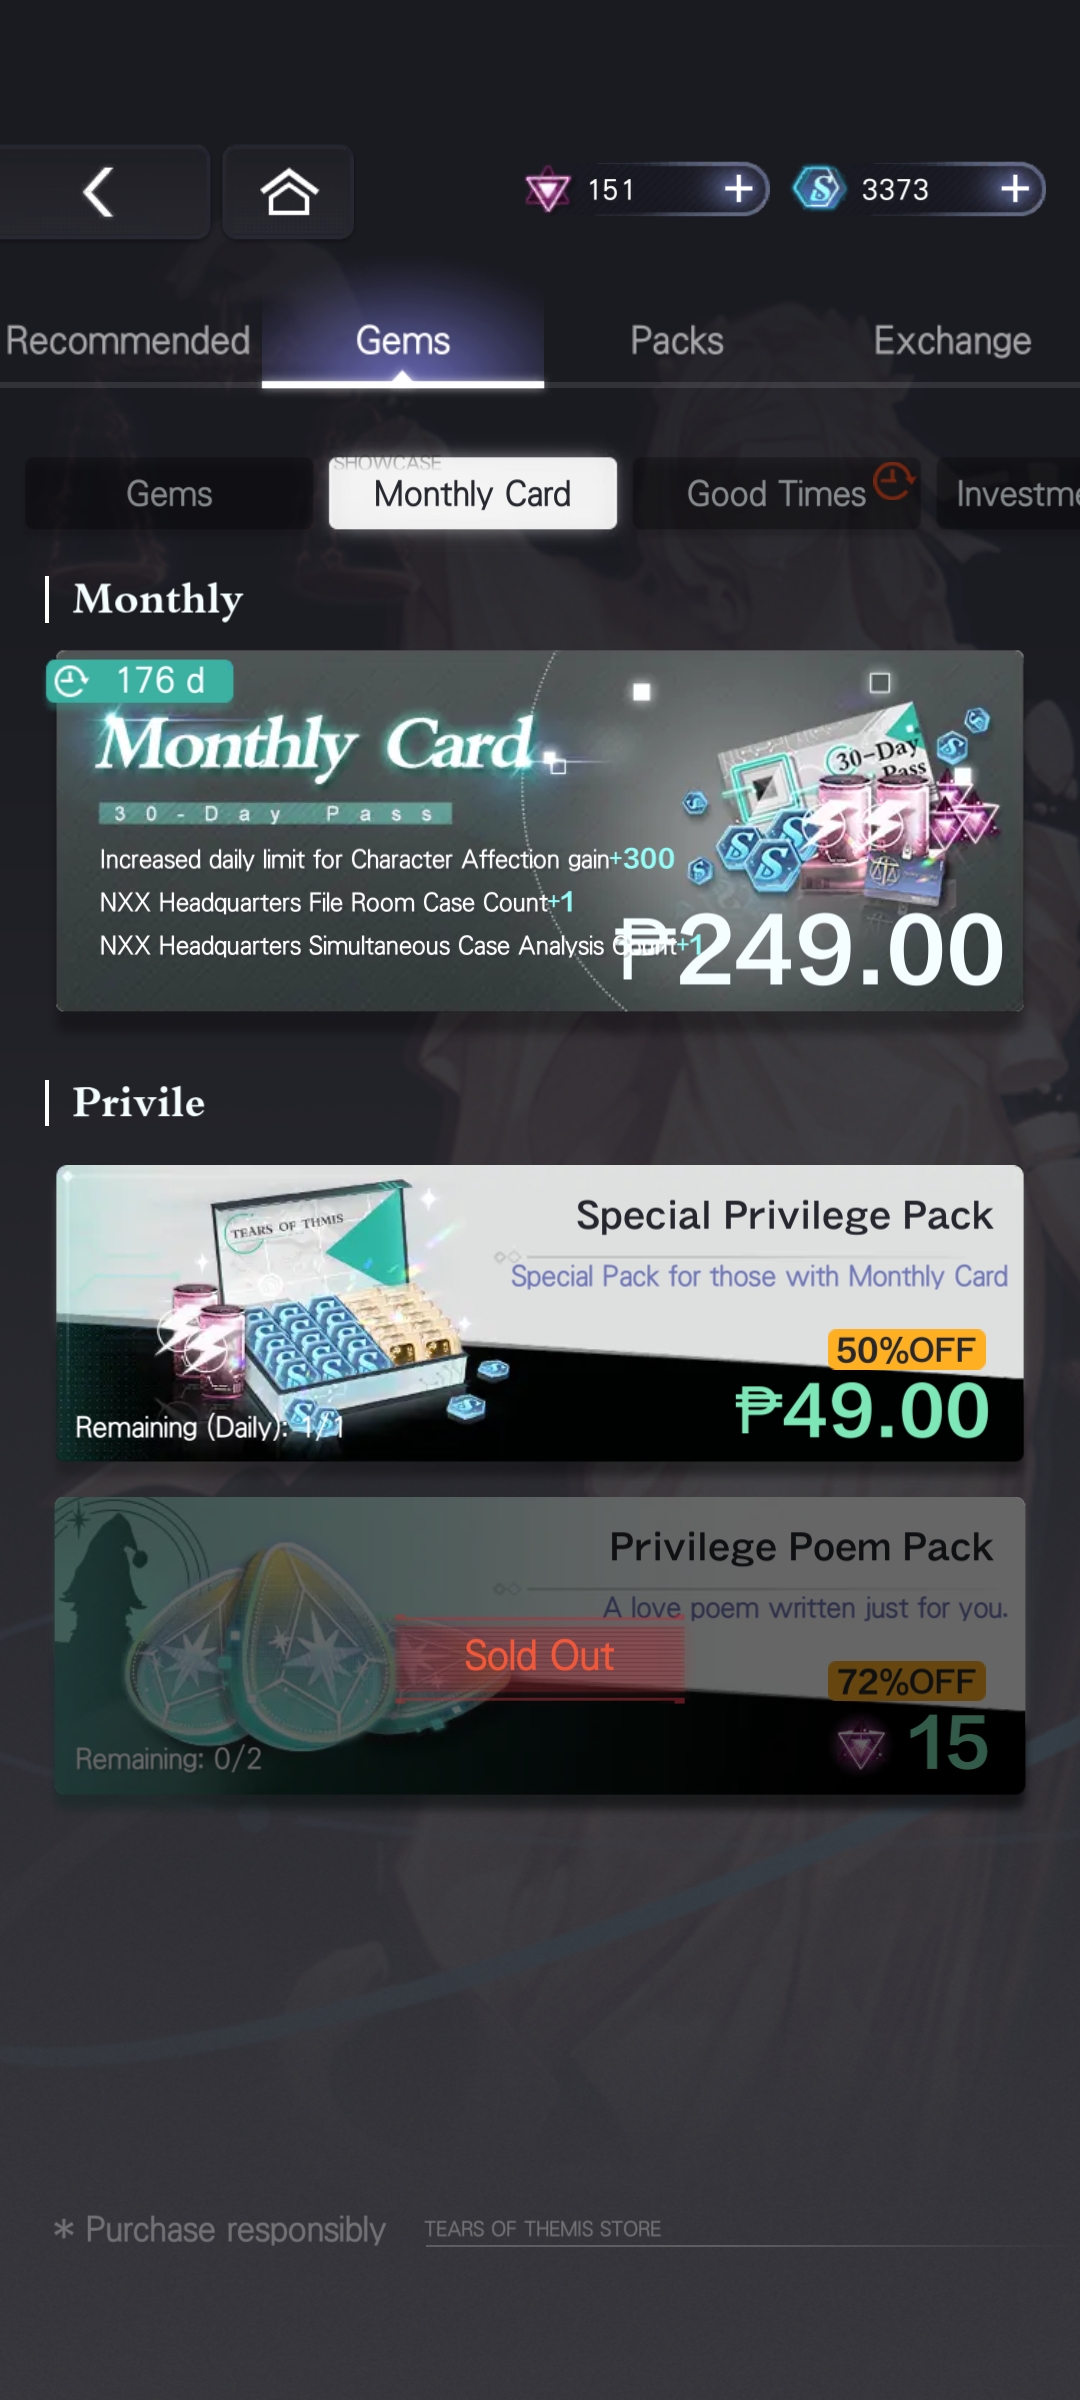 151
3373
Recommended
Gems
Packs
Exchange
Gems
SHOWCASE
Monthly Card
Good Times
Investme
Monthly
176 d
Monthly Card
30-Day Pass
Increased daily limit for Character Affection gain+300
NXX Headquarters File Room Case Count+1
NXX Headquarters Simultaneous Case Analysis Count+1
30-Day
Pass
₱249.00
Privile
TEARS OF THMIS
Special Privilege Pack
Special Pack for those with Monthly Card
50%OFF
₱49.00
Remaining (Daily): 1/1
Privilege Poem Pack
A love poem written just for you.
Sold Out
72%OFF
15
Remaining: 0/2
* Purchase responsibly
TEARS OF THEMIS STORE